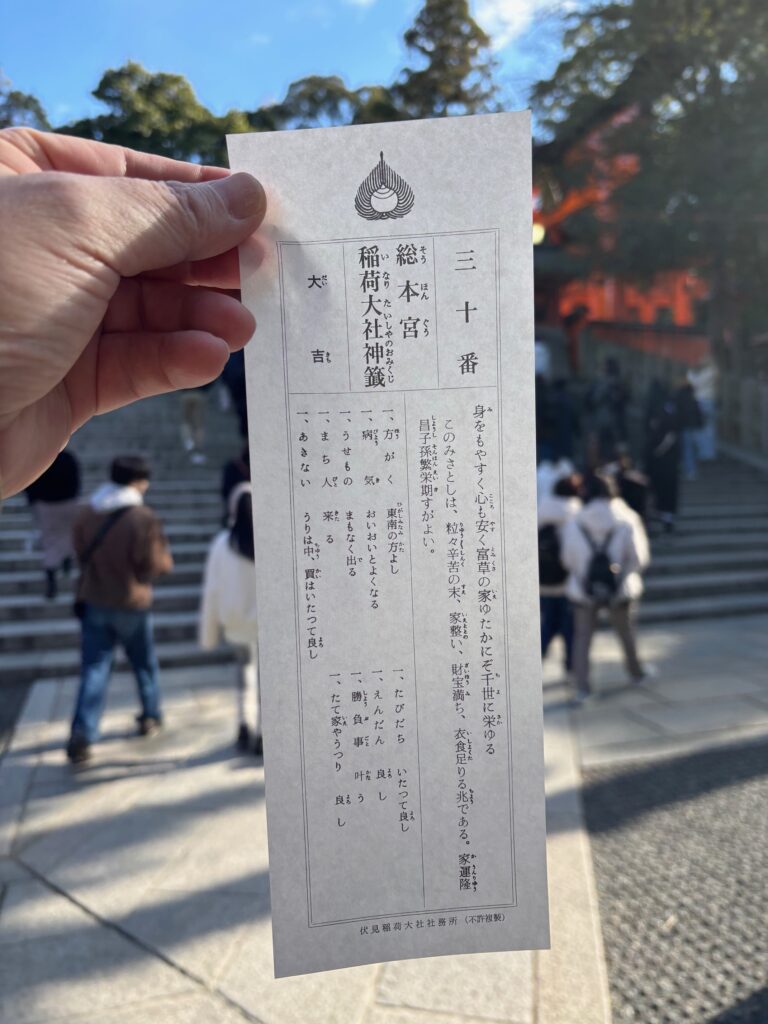 三十番
総本宮
稲荷大社神籤
大吉
身をもやすく心も安く富草の家ゆたかにぞ千世に栄ゆる
このみさとしは、粒々辛苦の末、家整い、財宝満ち、衣食足りる兆である。家運隆
昌子孫繁栄期すがよい。
一、方がく 東南の方よし
一、病気 おいおいとよくなる
一、うせもの まもなく出る
一、まち人 来る
一、あきない うりは中、買はいたつて良し
一、たびだち いたつて良し
一、えんだん 良し
一、勝負事 叶う
一、たて家やうつり 良し
伏見稲荷大社社務所（不許複製）